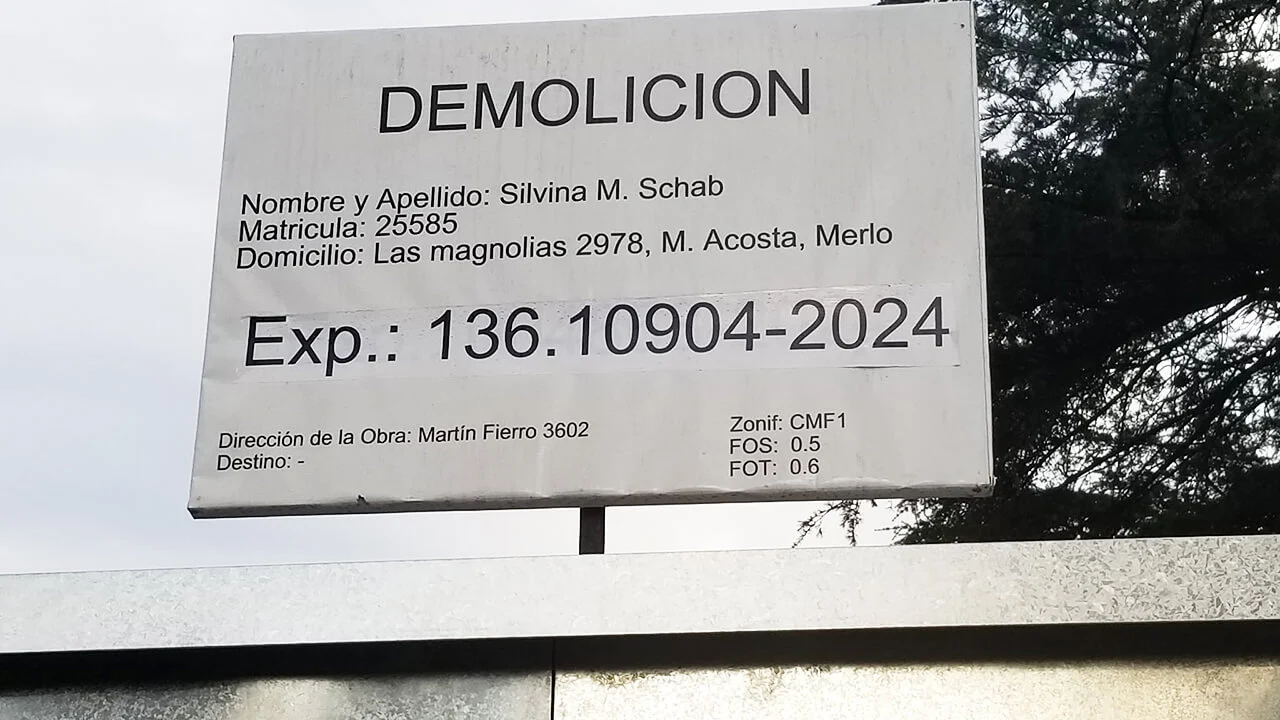 DEMOLICION
Nombre y Apellido: Silvina M. Schab
Matricula: 25585
Domicilio: Las magnolias 2978, M. Acosta, Merlo
Exp.: 136.10904-2024
Dirección de la Obra: Martín Fierro 3602
Destino: -
Zonif: CMF1
FOS: 0.5
FOT: 0.6